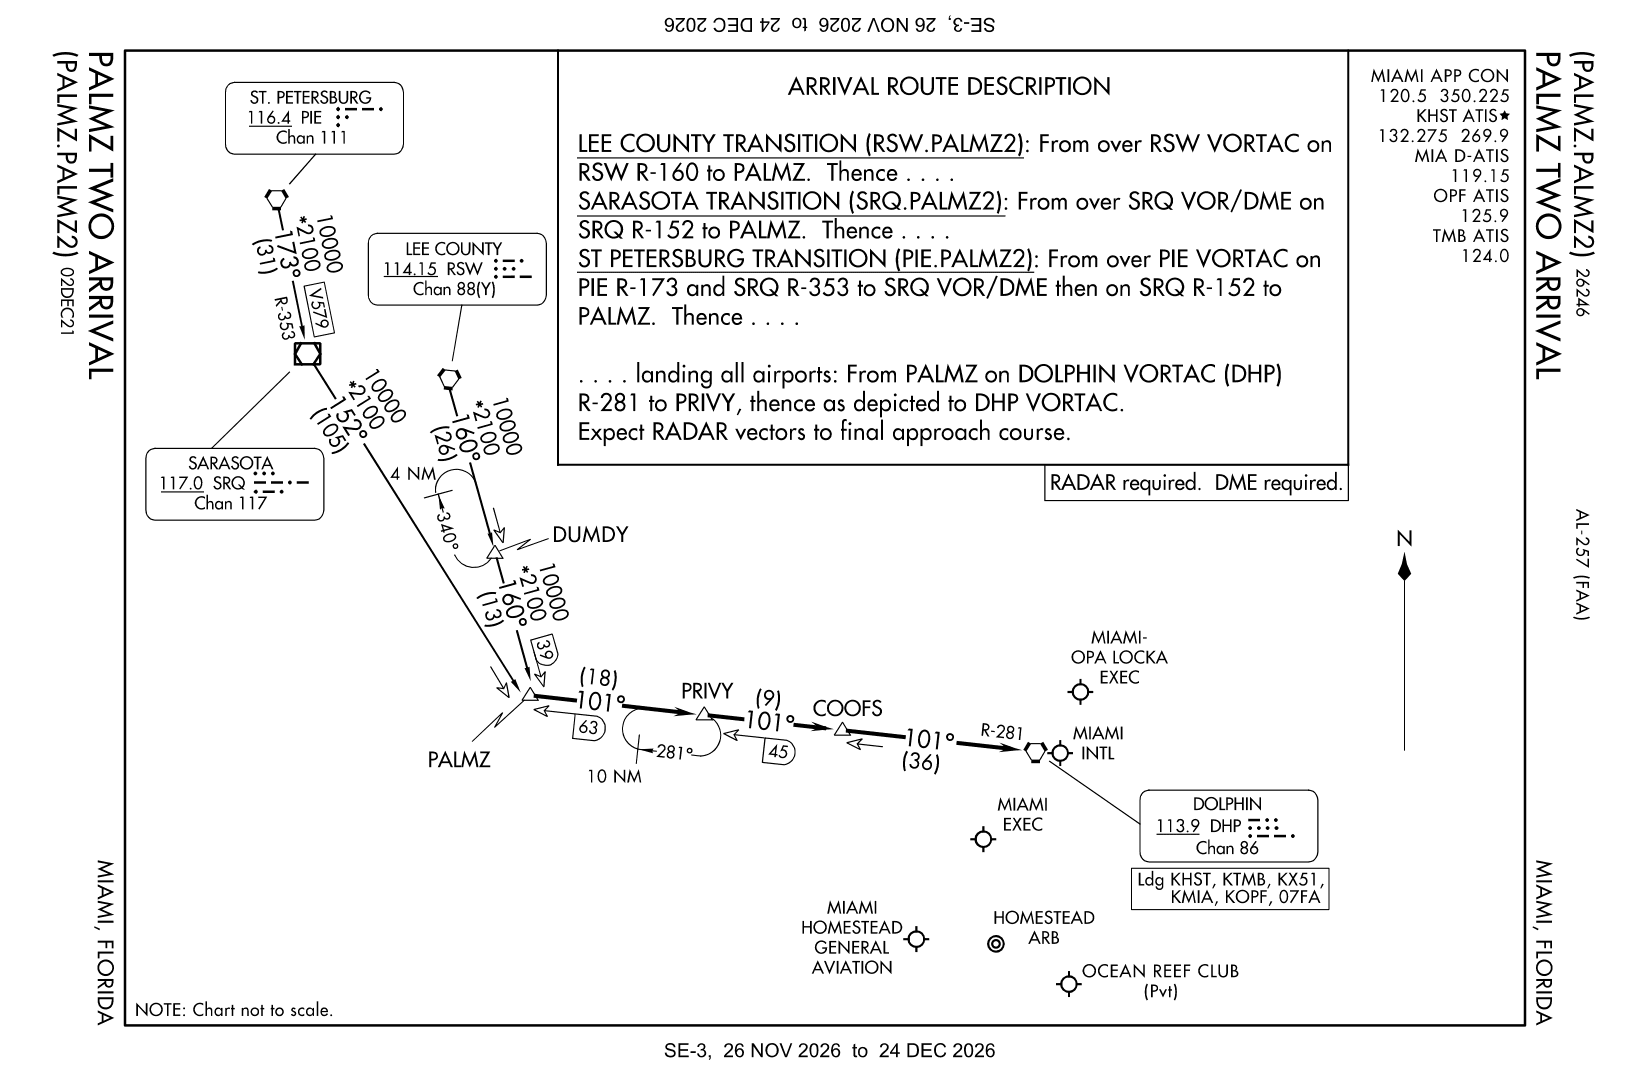 SE-3, 26 NOV 2026 to 24 DEC 2026
(PALMZ.PALMZ2) 02DEC21
PALMZ TWO ARRIVAL
MIAMI, FLORIDA
(PALMZ.PALMZ2) 26246
PALMZ TWO ARRIVAL
AL-257 (FAA)
MIAMI, FLORIDA
ARRIVAL ROUTE DESCRIPTION
LEE COUNTY TRANSITION (RSW.PALMZ2): From over RSW VORTAC on
RSW R-160 to PALMZ. Thence . . . .
SARASOTA TRANSITION (SRQ.PALMZ2): From over SRQ VOR/DME on
SRQ R-152 to PALMZ. Thence . . . .
ST PETERSBURG TRANSITION (PIE.PALMZ2): From over PIE VORTAC on
PIE R-173 and SRQ R-353 to SRQ VOR/DME then on SRQ R-152 to
PALMZ. Thence . . . .
. . . . landing all airports: From PALMZ on DOLPHIN VORTAC (DHP)
R-281 to PRIVY, thence as depicted to DHP VORTAC.
Expect RADAR vectors to final approach course.
RADAR required. DME required.
MIAMI APP CON
120.5 350.225
KHST ATIS★
132.275 269.9
MIA D-ATIS
119.15
OPF ATIS
125.9
TMB ATIS
124.0
ST. PETERSBURG
116.4 PIE
Chan 111
10000
*2100
173°
(31)
V579
R-353
LEE COUNTY
114.15 RSW
Chan 88(Y)
SARASOTA
117.0 SRQ
Chan 117
10000
*2100
152°
(105)
10000
*2100
160°
(26)
4 NM
340°
DUMDY
10000
*2100
160°
(13)
39
PALMZ
(18)
101°
63
PRIVY
281°
10 NM
(9)
101°
45
COOFS
101°
(36)
R-281
N
MIAMI-
OPA LOCKA
EXEC
MIAMI
INTL
MIAMI
EXEC
DOLPHIN
113.9 DHP
Chan 86
Ldg KHST, KTMB, KX51,
KMIA, KOPF, 07FA
MIAMI
HOMESTEAD
GENERAL
AVIATION
HOMESTEAD
ARB
OCEAN REEF CLUB
(Pvt)
NOTE: Chart not to scale.
SE-3, 26 NOV 2026 to 24 DEC 2026